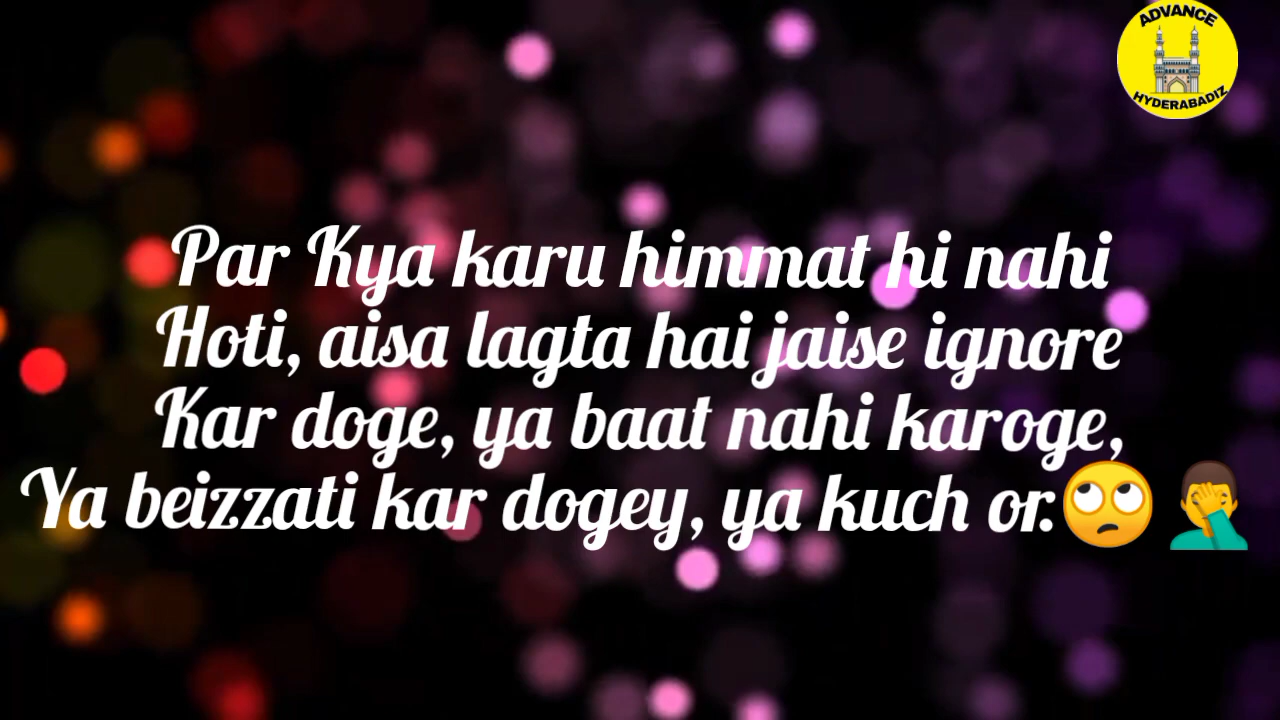 ADVANCE
HYDERABADIZ
Par Kya karu himmat hi nahi
Hoti, aisa lagta hai jaise ignore
Kar doge, ya baat nahi karoge,
Ya beizzati kar dogey, ya kuch or.🙄 🤦‍♂️